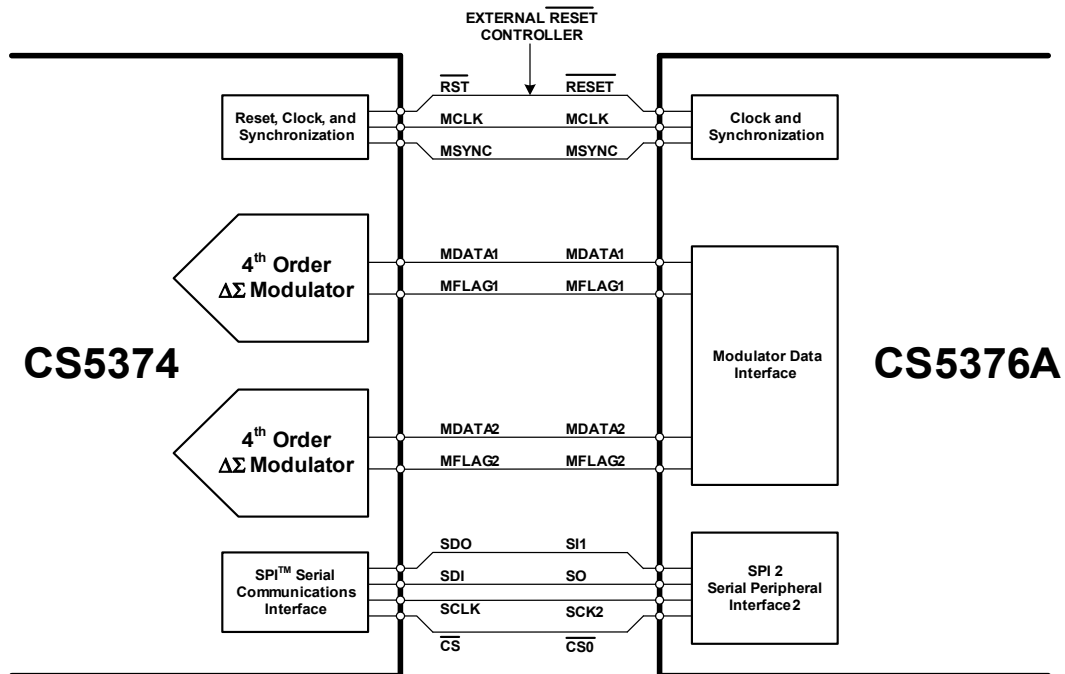 EXTERNAL RESET
CONTROLLER
RST RESET
Reset, Clock, and
Synchronization
MCLK MCLK
Clock and
Synchronization
MSYNC MSYNC
4th Order
ΔΣ Modulator
MDATA1 MDATA1
MFLAG1 MFLAG1
CS5374
Modulator Data
Interface
CS5376A
4th Order
ΔΣ Modulator
MDATA2 MDATA2
MFLAG2 MFLAG2
SPI™ Serial
Communications
Interface
SDO SI1
SDI SO
SCLK SCK2
CS CS0
SPI 2
Serial Peripheral
Interface2